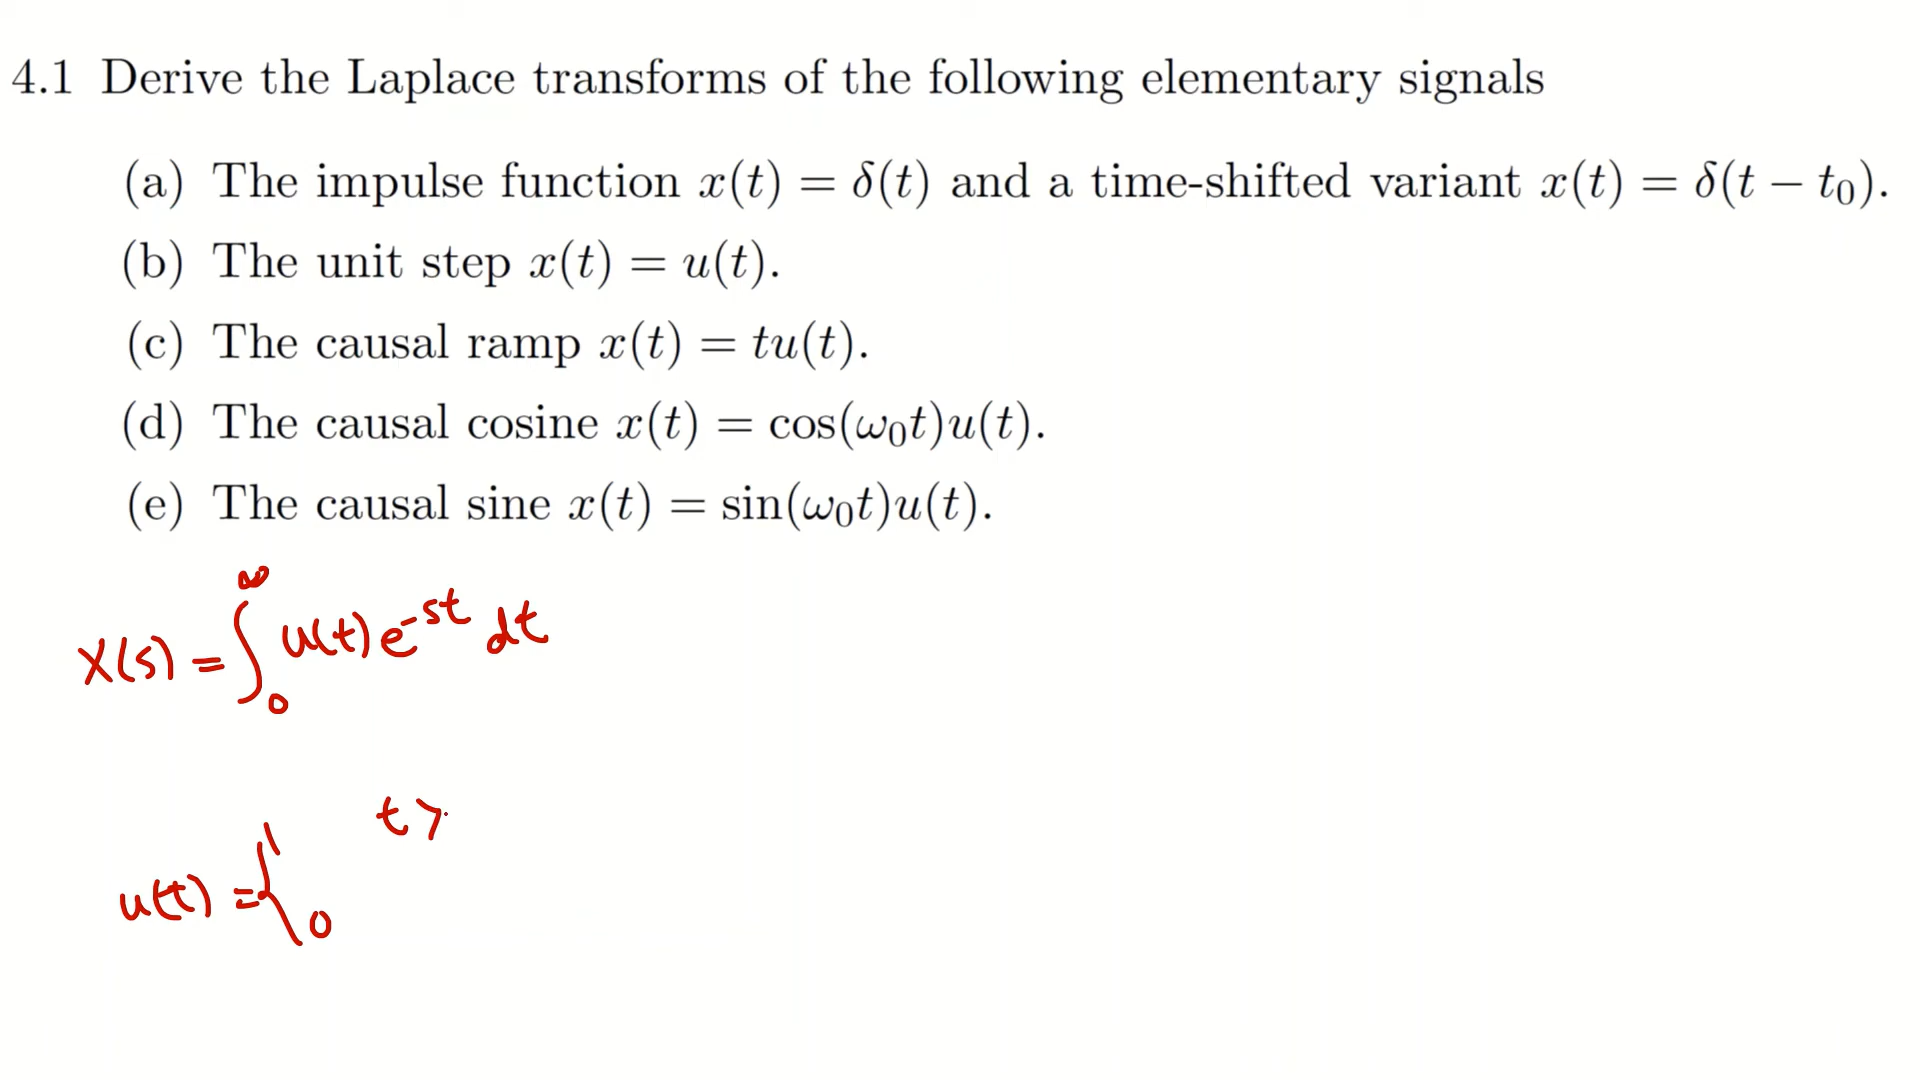 4.1 Derive the Laplace transforms of the following elementary signals
(a) The impulse function x(t) = δ(t) and a time-shifted variant x(t) = δ(t − t₀).
(b) The unit step x(t) = u(t).
(c) The causal ramp x(t) = tu(t).
(d) The causal cosine x(t) = cos(ω₀t)u(t).
(e) The causal sine x(t) = sin(ω₀t)u(t).
X(s) = ∫₀^∞ u(t) e^{-st} dt
u(t) = { 1 t >
0